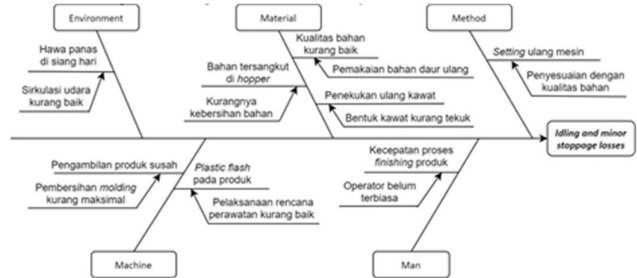 Environment
Material
Method
Hawa panas
di siang hari
Sirkulasi udara
kurang baik
Kualitas bahan
kurang baik
Pemakaian bahan daur ulang
Bahan tersangkut
di hopper
Kurangnya
kebersihan bahan
Penekukan ulang kawat
Bentuk kawat kurang tekuk
Setting ulang mesin
Penyesuaian dengan
kualitas bahan
Idling and minor
stoppage losses
Pengambilan produk susah
Pembersihan molding
kurang maksimal
Plastic flash
pada produk
Pelaksanaan rencana
perawatan kurang baik
Kecepatan proses
finishing produk
Operator belum
terbiasa
Machine
Man